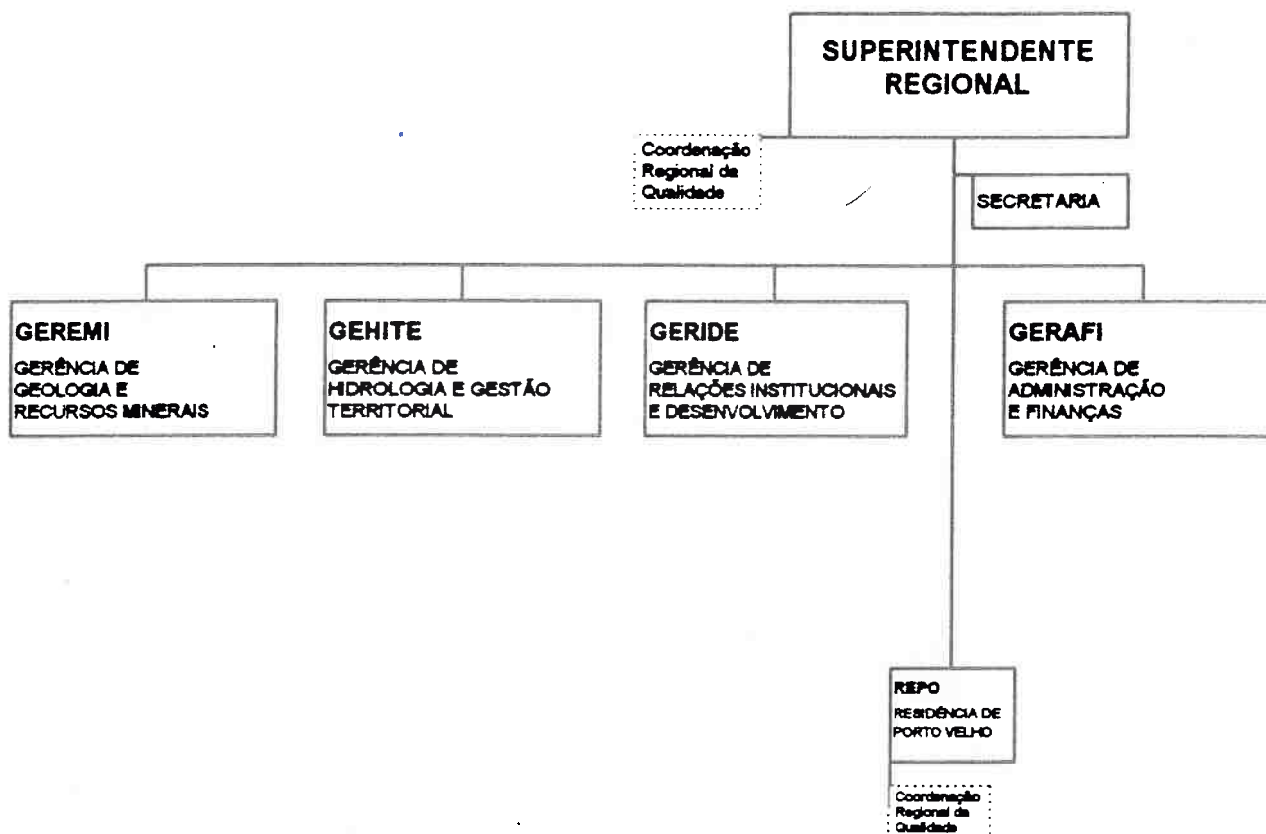 SUPERINTENDENTE
REGIONAL
Coordenação
Regional da
Qualidade
SECRETARIA
GEREMI
GERÊNCIA DE
GEOLOGIA E
RECURSOS MINERAIS
GEHITE
GERÊNCIA DE
HIDROLOGIA E GESTÃO
TERRITORIAL
GERIDE
GERÊNCIA DE
RELAÇÕES INSTITUCIONAIS
E DESENVOLVIMENTO
GERAFI
GERÊNCIA DE
ADMINISTRAÇÃO
E FINANÇAS
REPO
RESIDÊNCIA DE
PORTO VELHO
Coordenação
Regional da
Qualidade